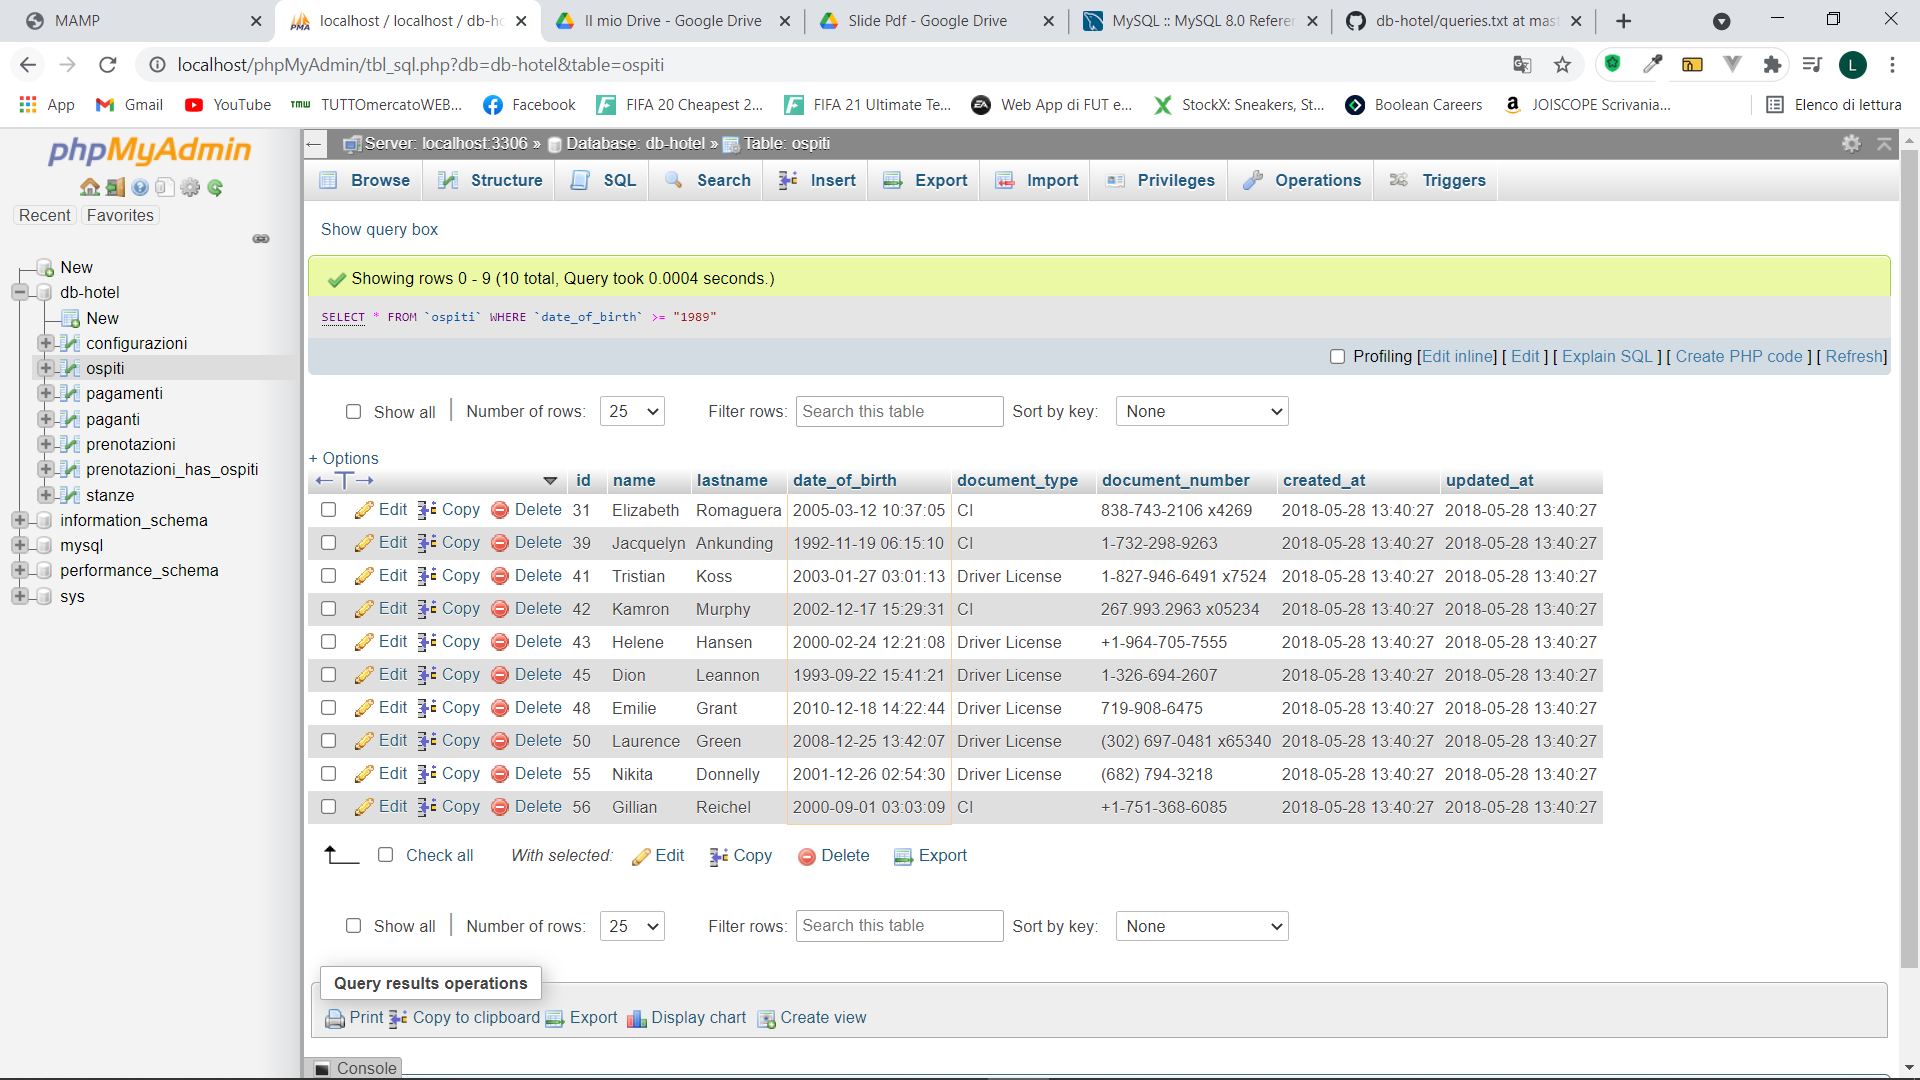 MAMP
localhost / localhost / db-ho
Il mio Drive - Google Drive
Slide Pdf - Google Drive
MySQL :: MySQL 8.0 Referen
db-hotel/queries.txt at mast
localhost/phpMyAdmin/tbl_sql.php?db=db-hotel&table=ospiti
L
App
Gmail
YouTube
TMW TUTTOmercatoWEB...
Facebook
FIFA 20 Cheapest 2...
FIFA 21 Ultimate Te...
Web App di FUT e...
StockX: Sneakers, St...
Boolean Careers
JOISCOPE Scrivania...
Elenco di lettura
phpMyAdmin
Recent Favorites
New
db-hotel
New
configurazioni
ospiti
pagamenti
paganti
prenotazioni
prenotazioni_has_ospiti
stanze
information_schema
mysql
performance_schema
sys
Server: localhost:3306 » Database: db-hotel » Table: ospiti
Browse Structure SQL Search Insert Export Import Privileges Operations Triggers
Show query box
Showing rows 0 - 9 (10 total, Query took 0.0004 seconds.)
SELECT * FROM `ospiti` WHERE `date_of_birth` >= "1989"
Profiling [Edit inline] [ Edit ] [ Explain SQL ] [ Create PHP code ] [ Refresh]
Show all | Number of rows: 25 Filter rows: Search this table Sort by key: None
+ Options
←T→ id name lastname date_of_birth document_type document_number created_at updated_at
Edit Copy Delete 31 Elizabeth Romaguera 2005-03-12 10:37:05 CI 838-743-2106 x4269 2018-05-28 13:40:27 2018-05-28 13:40:27
Edit Copy Delete 39 Jacquelyn Ankunding 1992-11-19 06:15:10 CI 1-732-298-9263 2018-05-28 13:40:27 2018-05-28 13:40:27
Edit Copy Delete 41 Tristian Koss 2003-01-27 03:01:13 Driver License 1-827-946-6491 x7524 2018-05-28 13:40:27 2018-05-28 13:40:27
Edit Copy Delete 42 Kamron Murphy 2002-12-17 15:29:31 CI 267.993.2963 x05234 2018-05-28 13:40:27 2018-05-28 13:40:27
Edit Copy Delete 43 Helene Hansen 2000-02-24 12:21:08 Driver License +1-964-705-7555 2018-05-28 13:40:27 2018-05-28 13:40:27
Edit Copy Delete 45 Dion Leannon 1993-09-22 15:41:21 Driver License 1-326-694-2607 2018-05-28 13:40:27 2018-05-28 13:40:27
Edit Copy Delete 48 Emilie Grant 2010-12-18 14:22:44 Driver License 719-908-6475 2018-05-28 13:40:27 2018-05-28 13:40:27
Edit Copy Delete 50 Laurence Green 2008-12-25 13:42:07 Driver License (302) 697-0481 x65340 2018-05-28 13:40:27 2018-05-28 13:40:27
Edit Copy Delete 55 Nikita Donnelly 2001-12-26 02:54:30 Driver License (682) 794-3218 2018-05-28 13:40:27 2018-05-28 13:40:27
Edit Copy Delete 56 Gillian Reichel 2000-09-01 03:03:09 CI +1-751-368-6085 2018-05-28 13:40:27 2018-05-28 13:40:27
Check all With selected: Edit Copy Delete Export
Show all | Number of rows: 25 Filter rows: Search this table Sort by key: None
Query results operations
Print Copy to clipboard Export Display chart Create view
Console